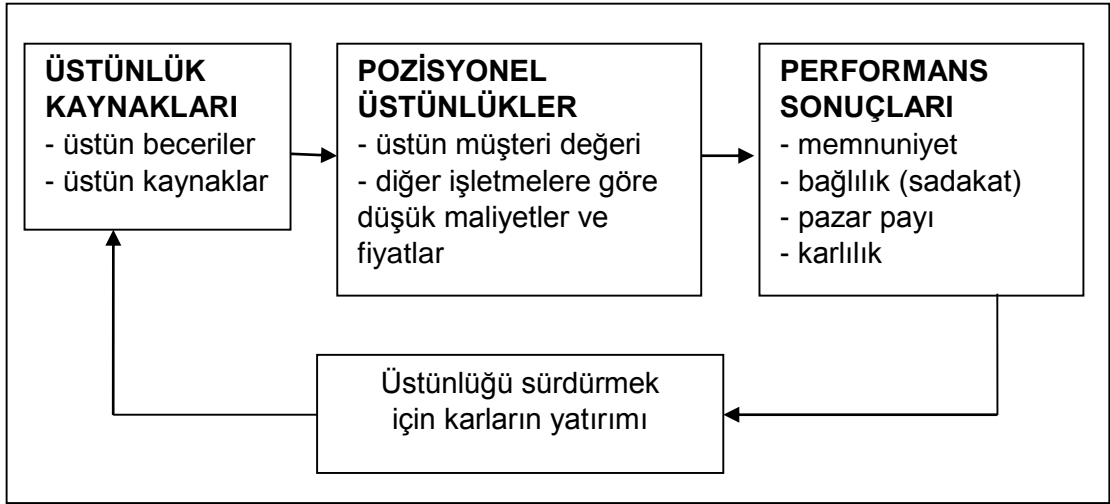 ÜSTÜNLÜK
KAYNAKLARI
- üstün beceriler
- üstün kaynaklar
POZİSYONEL
ÜSTÜNLÜKLER
- üstün müşteri değeri
- diğer işletmelere göre
düşük maliyetler ve
fiyatlar
PERFORMANS
SONUÇLARI
- memnuniyet
- bağlılık (sadakat)
- pazar payı
- karlılık
Üstünlüğü sürdürmek
için karların yatırımı